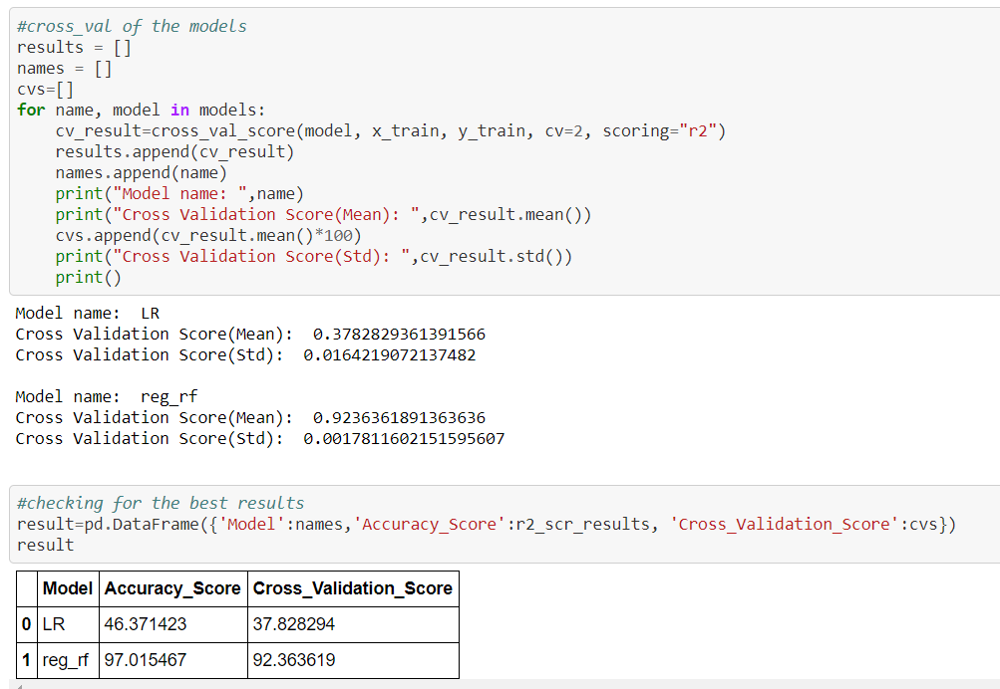 #cross_val of the models
results = []
names = []
cvs=[]
for name, model in models:
    cv_result=cross_val_score(model, x_train, y_train, cv=2, scoring="r2")
    results.append(cv_result)
    names.append(name)
    print("Model name: ",name)
    print("Cross Validation Score(Mean): ",cv_result.mean())
    cvs.append(cv_result.mean()*100)
    print("Cross Validation Score(Std): ",cv_result.std())
    print()
Model name:  LR
Cross Validation Score(Mean):  0.3782829361391566
Cross Validation Score(Std):  0.0164219072137482
Model name:  reg_rf
Cross Validation Score(Mean):  0.9236361891363636
Cross Validation Score(Std):  0.0017811602151595607
#checking for the best results
result=pd.DataFrame({'Model':names,'Accuracy_Score':r2_scr_results, 'Cross_Validation_Score':cvs})
result
Model Accuracy_Score Cross_Validation_Score
0 LR 46.371423 37.828294
1 reg_rf 97.015467 92.363619